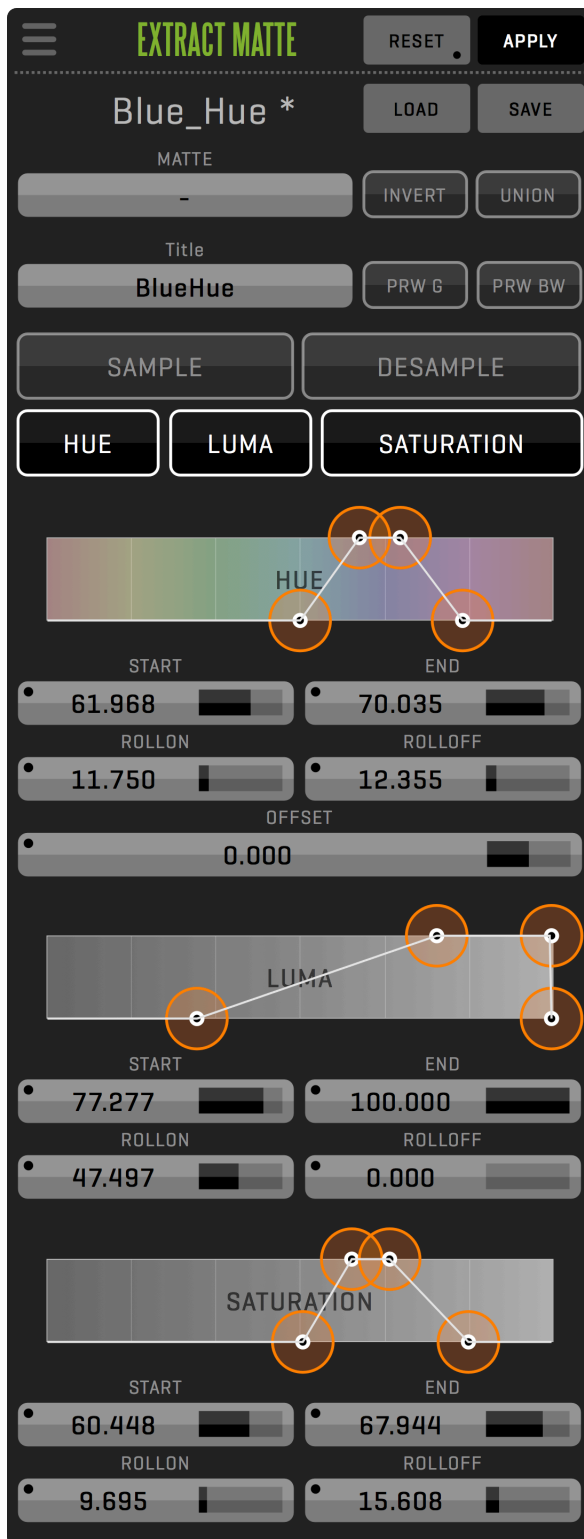 EXTRACT MATTE
RESET
APPLY
Blue_Hue *
LOAD
SAVE
MATTE
-
INVERT
UNION
Title
BlueHue
PRW G
PRW BW
SAMPLE
DESAMPLE
HUE
LUMA
SATURATION
HUE
START
END
61.968
70.035
ROLLON
ROLLOFF
11.750
12.355
OFFSET
0.000
LUMA
START
END
77.277
100.000
ROLLON
ROLLOFF
47.497
0.000
SATURATION
START
END
60.448
67.944
ROLLON
ROLLOFF
9.695
15.608